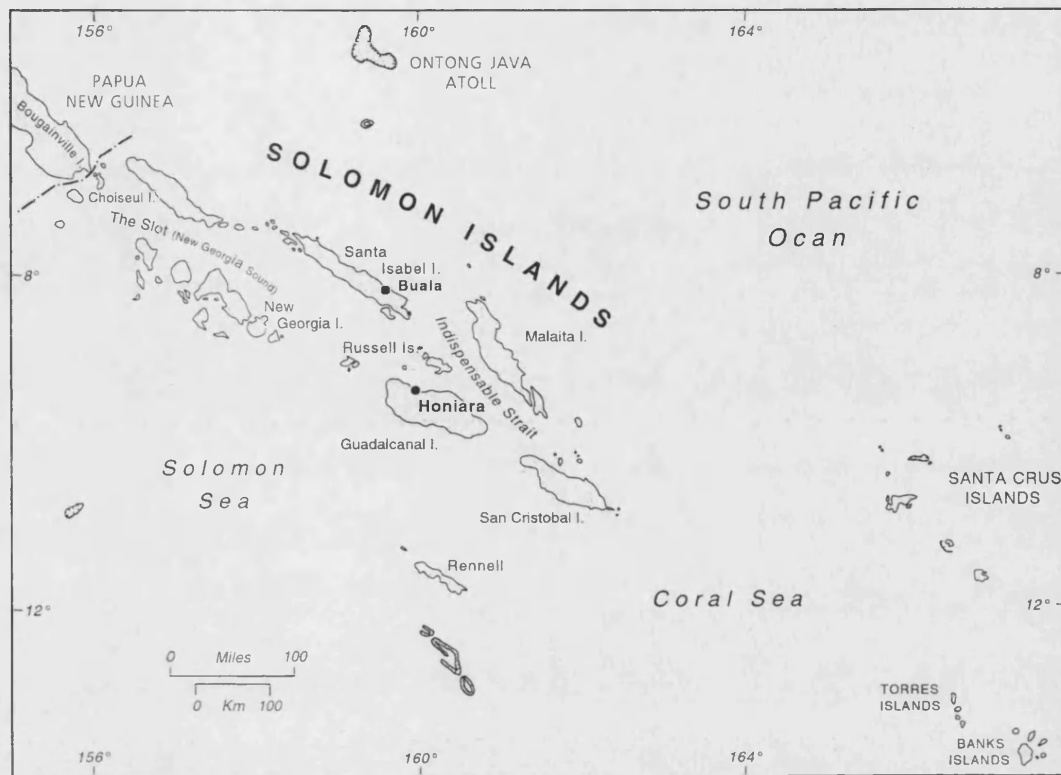 156°
160°
164°
ONTONG JAVA
ATOLL
PAPUA
NEW GUINEA
Bougainville I.
SOLOMON ISLANDS
South Pacific
Ocan
Choiseul I.
The Slot (New Georgia Sound)
Santa
Isabel I.
Buala
8°
8°
New
Georgia I.
Malaita I.
Russell Is.
Indispensable Strait
Honiara
Guadalcanal I.
Solomon
Sea
SANTA CRUS
ISLANDS
San Cristobal I.
Rennell
Coral Sea
12°
12°
0 Miles 100
0 Km 100
TORRES
ISLANDS
BANKS
ISLANDS
156°
160°
164°